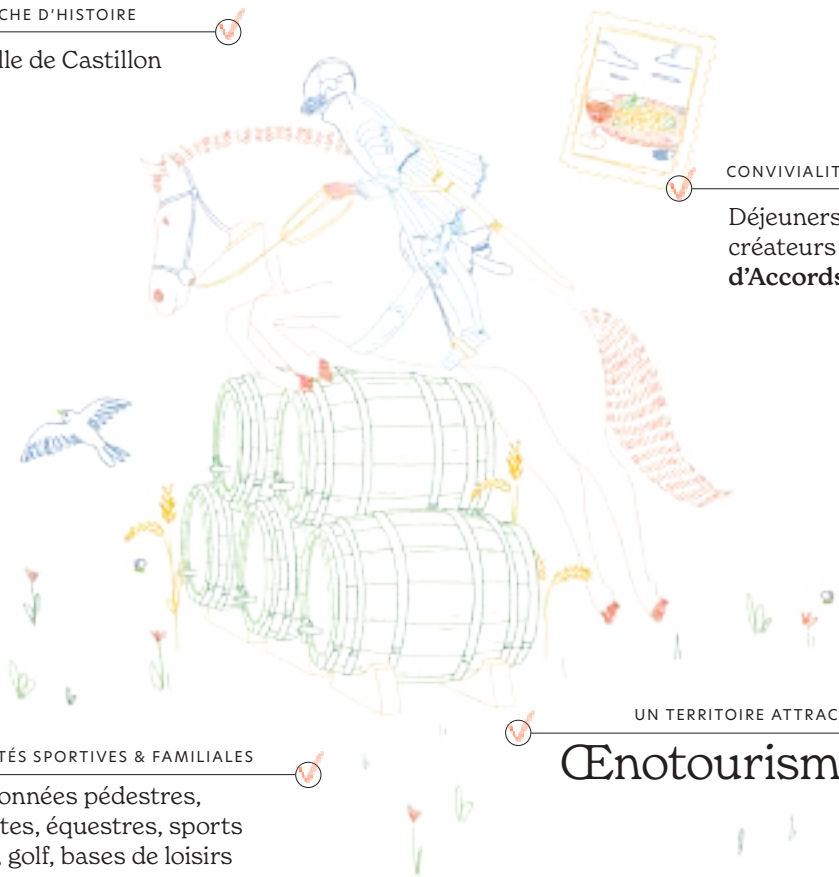 CHE D'HISTOIRE
lle de Castillon
CONVIVIALIT
Déjeuners
créateurs
d'Accords
UN TERRITOIRE ATTRAC
Œnotourism
TÉS SPORTIVES & FAMILIALES
onnées pédestres,
tes, équestres, sports
, golf, bases de loisirs